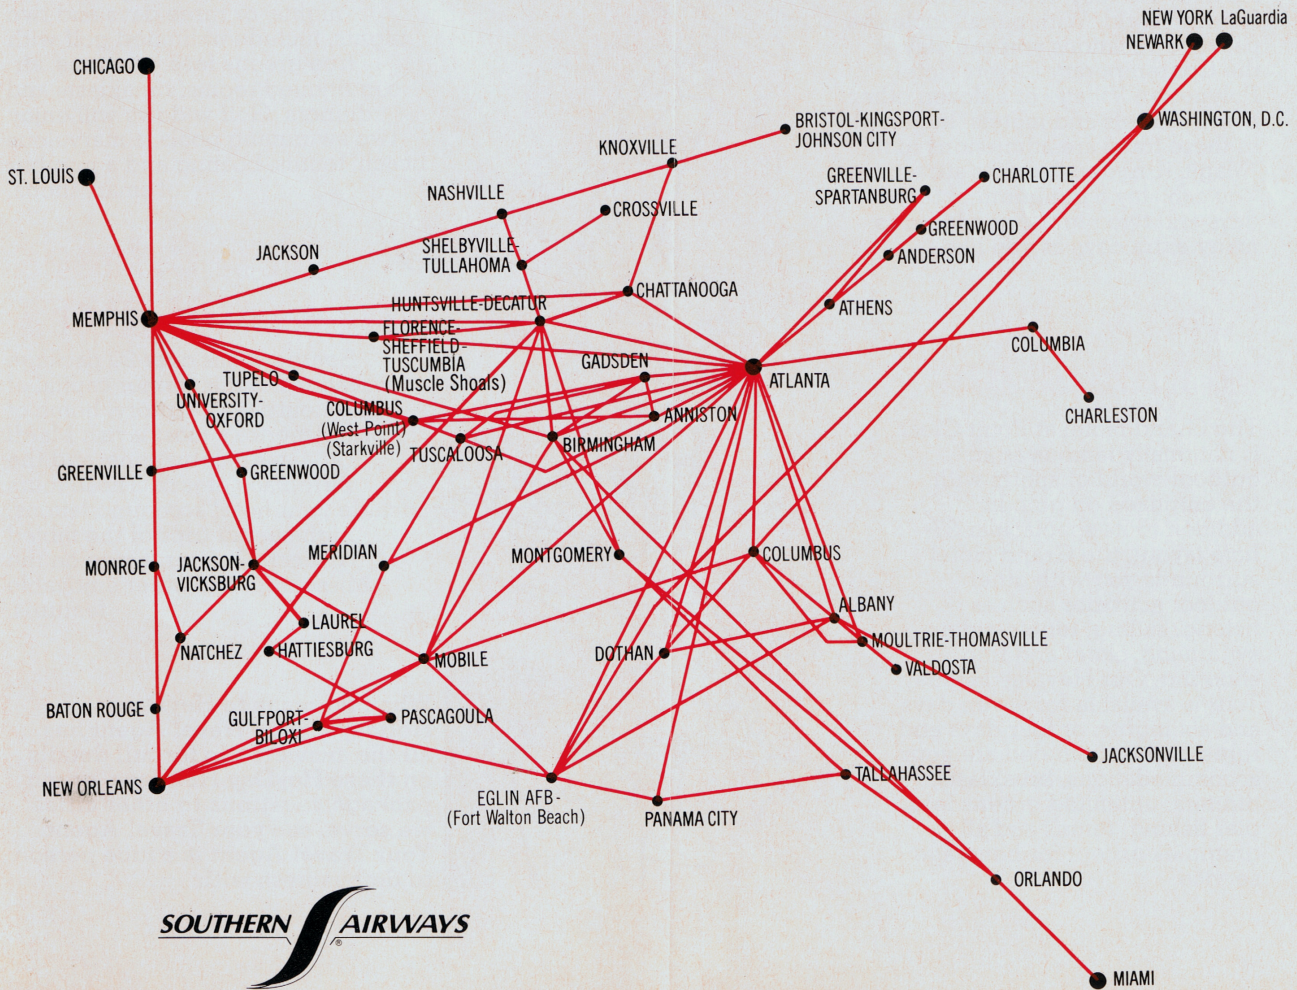 NEW YORK LaGuardia
NEWARK
CHICAGO
WASHINGTON, D.C.
BRISTOL-KINGSPORT-
JOHNSON CITY
KNOXVILLE
ST. LOUIS
GREENVILLE-
SPARTANBURG
CHARLOTTE
NASHVILLE
CROSSVILLE
GREENWOOD
JACKSON
SHELBYVILLE-
TULLAHOMA
ANDERSON
CHATTANOOGA
HUNTSVILLE-DECATUR
ATHENS
MEMPHIS
FLORENCE-
SHEFFIELD-
TUSCUMBIA
(Muscle Shoals)
COLUMBIA
GADSDEN
ATLANTA
TUPELO
UNIVERSITY-
OXFORD
COLUMBUS
(West Point)
(Starkville)
ANNISTON
CHARLESTON
TUSCALOOSA
BIRMINGHAM
GREENVILLE
GREENWOOD
MONROE
JACKSON-
VICKSBURG
MERIDIAN
MONTGOMERY
COLUMBUS
ALBANY
LAUREL
MOULTRIE-THOMASVILLE
NATCHEZ
HATTIESBURG
MOBILE
DOTHAN
VALDOSTA
BATON ROUGE
GULFPORT-
BILOXI
PASCAGOULA
JACKSONVILLE
NEW ORLEANS
TALLAHASSEE
EGLIN AFB-
(Fort Walton Beach)
PANAMA CITY
ORLANDO
SOUTHERN AIRWAYS
®
MIAMI